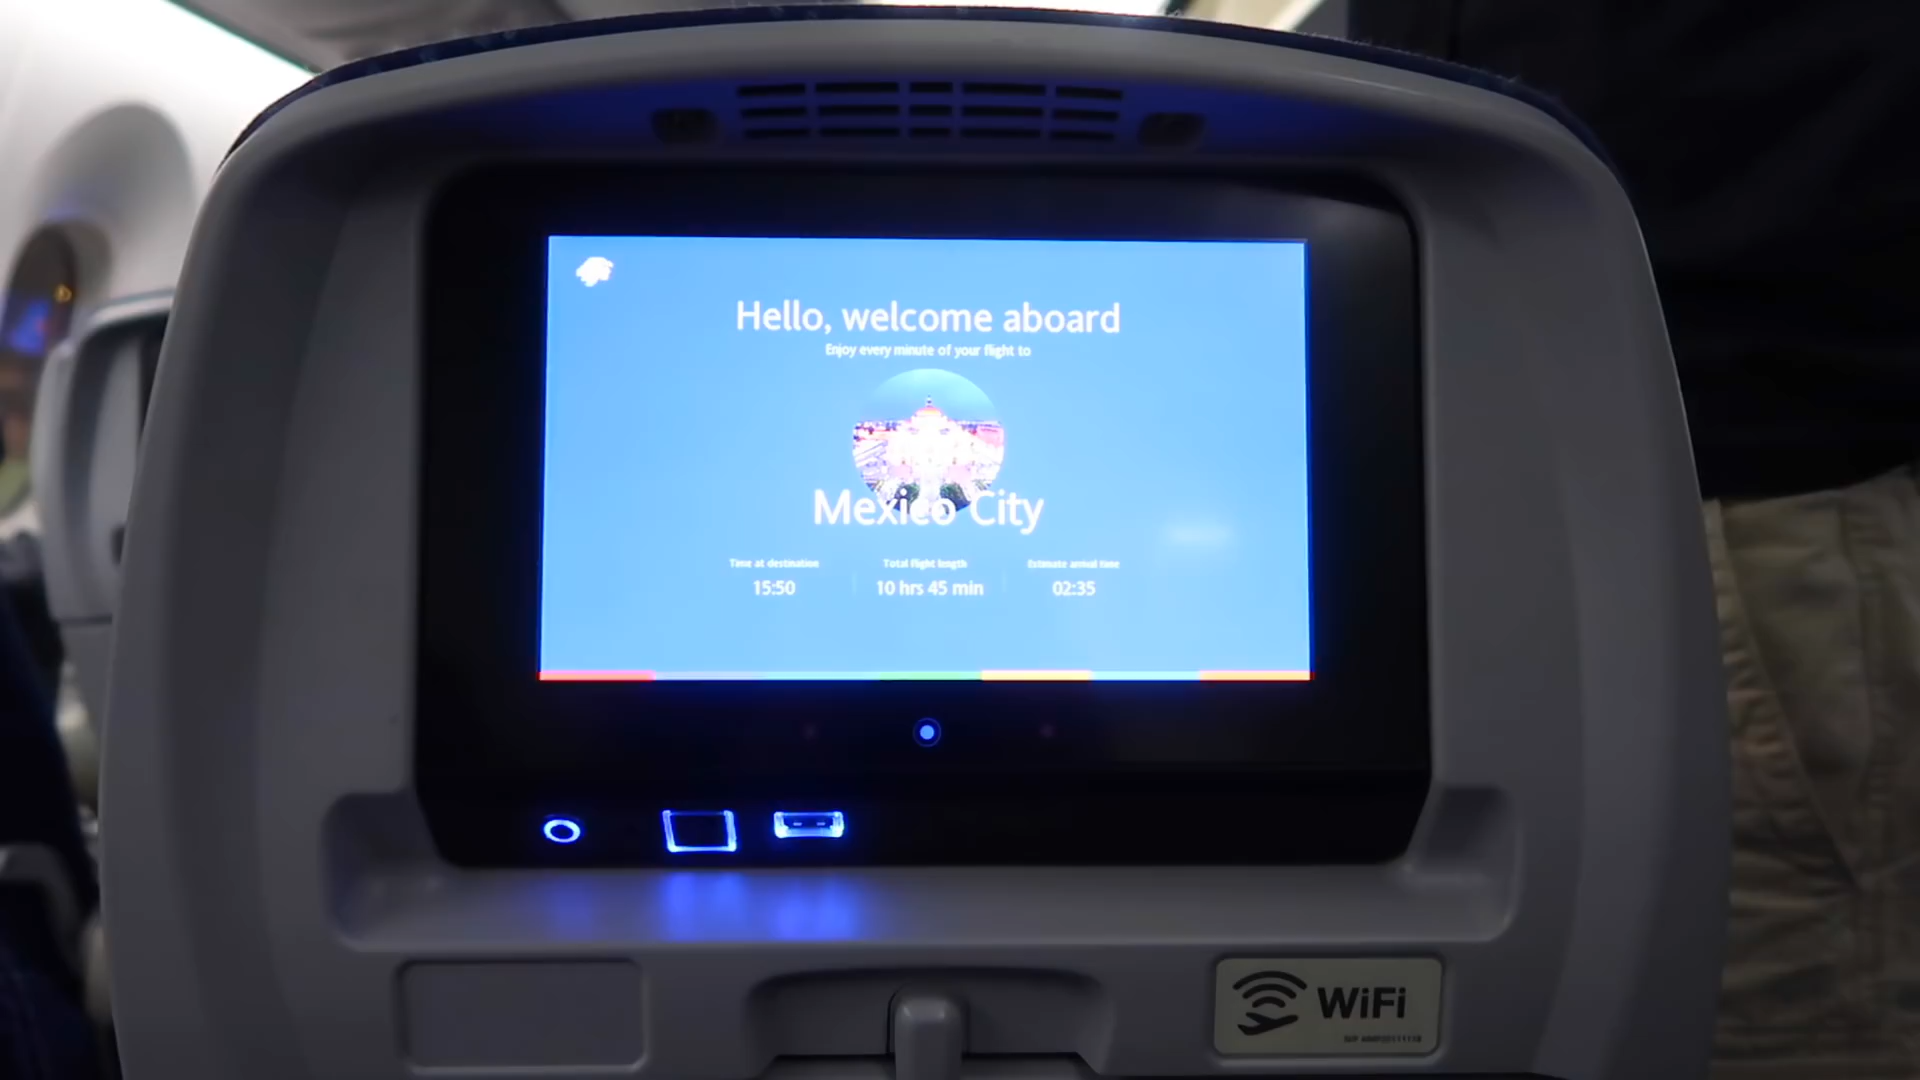 Hello, welcome aboard
Enjoy every minute of your flight to
Mexico City
Time at destination
Total flight length
Estimate arrival time
15:50
10 hrs 45 min
02:35
WiFi